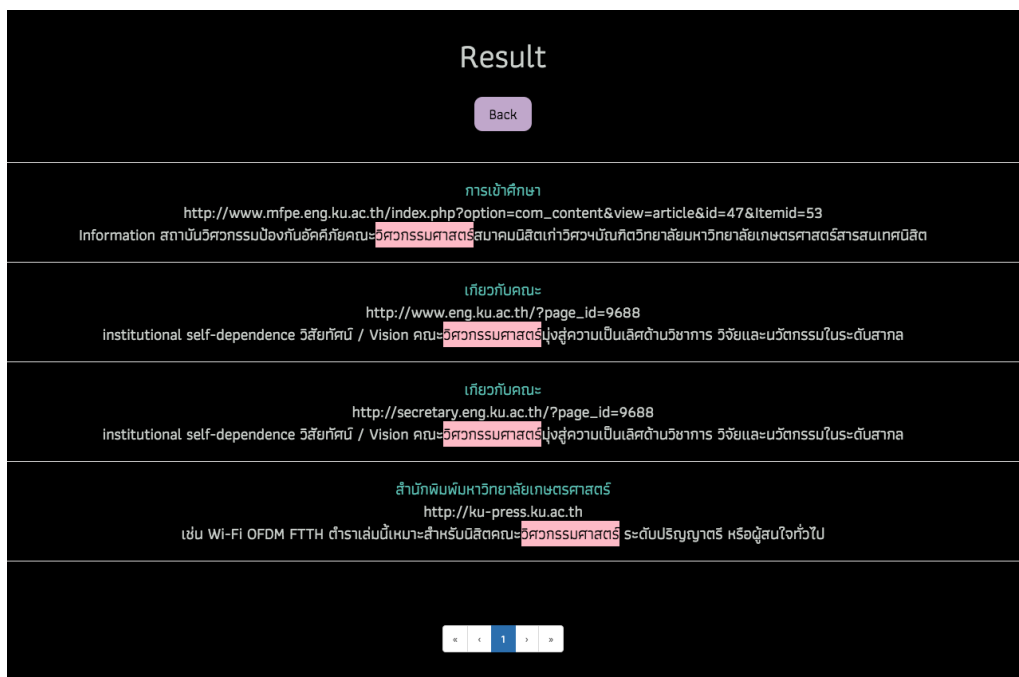 Result
Back
การเข้าศึกษา
http://www.mfpe.eng.ku.ac.th/index.php?option=com_content&view=article&id=47&Itemid=53
Information สถาบันวิศวกรรมป้องกันอัคคีภัยคณะวิศวกรรมศาสตร์สมาคมนิสิตเก่าวิศวฯบัณฑิตวิทยาลัยมหาวิทยาลัยเกษตรศาสตร์สารสนเทศนิสิต
เกี่ยวกับคณะ
http://www.eng.ku.ac.th/?page_id=9688
institutional self-dependence วิสัยทัศน์ / Vision คณะวิศวกรรมศาสตร์มุ่งสู่ความเป็นเลิศด้านวิชาการ วิจัยและนวัตกรรมในระดับสากล
เกี่ยวกับคณะ
http://secretary.eng.ku.ac.th/?page_id=9688
institutional self-dependence วิสัยทัศน์ / Vision คณะวิศวกรรมศาสตร์มุ่งสู่ความเป็นเลิศด้านวิชาการ วิจัยและนวัตกรรมในระดับสากล
สำนักพิมพ์มหาวิทยาลัยเกษตรศาสตร์
http://ku-press.ku.ac.th
เช่น Wi-Fi OFDM FTTH ตำราเล่มนี้เหมาะสำหรับนิสิตคณะวิศวกรรมศาสตร์ ระดับปริญญาตรี หรือผู้สนใจทั่วไป
« ‹ 1 › »